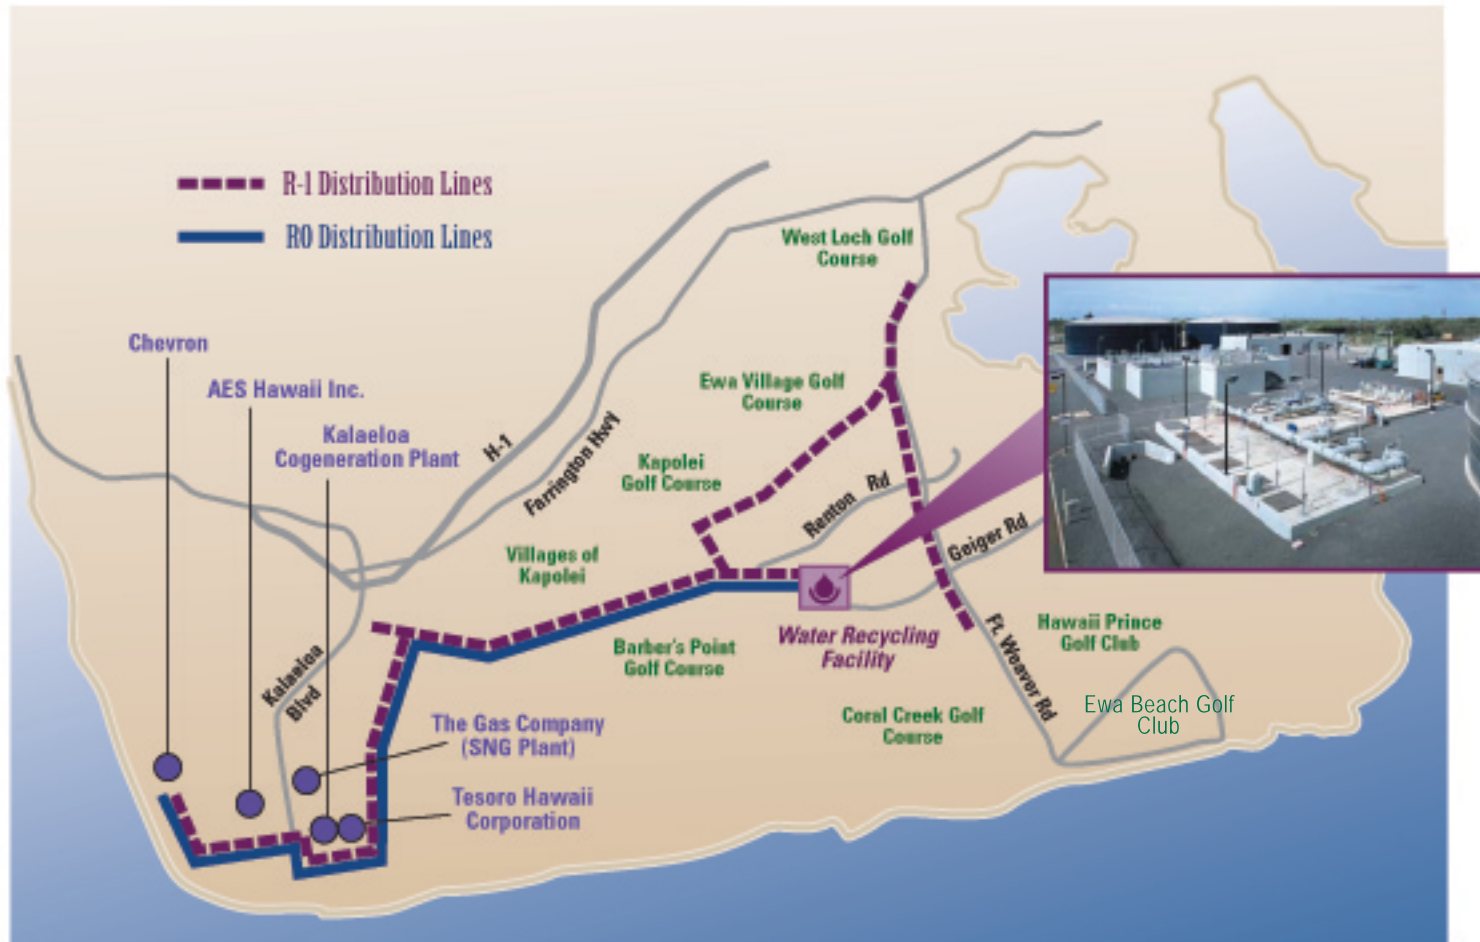 R-1 Distribution Lines
RO Distribution Lines
West Loch Golf
Course
Chevron
AES Hawaii Inc.
Ewa Village Golf
Course
Kalaeloa
Cogeneration Plant
H-1
Farrington Hwy
Kapolei
Golf Course
Renton Rd
Geiger Rd
Villages of
Kapolei
Barber's Point
Golf Course
Water Recycling
Facility
Ft. Weaver Rd
Hawaii Prince
Golf Club
Kalaeloa
Blvd
The Gas Company
(SNG Plant)
Coral Creek Golf
Course
Ewa Beach Golf
Club
Tesoro Hawaii
Corporation